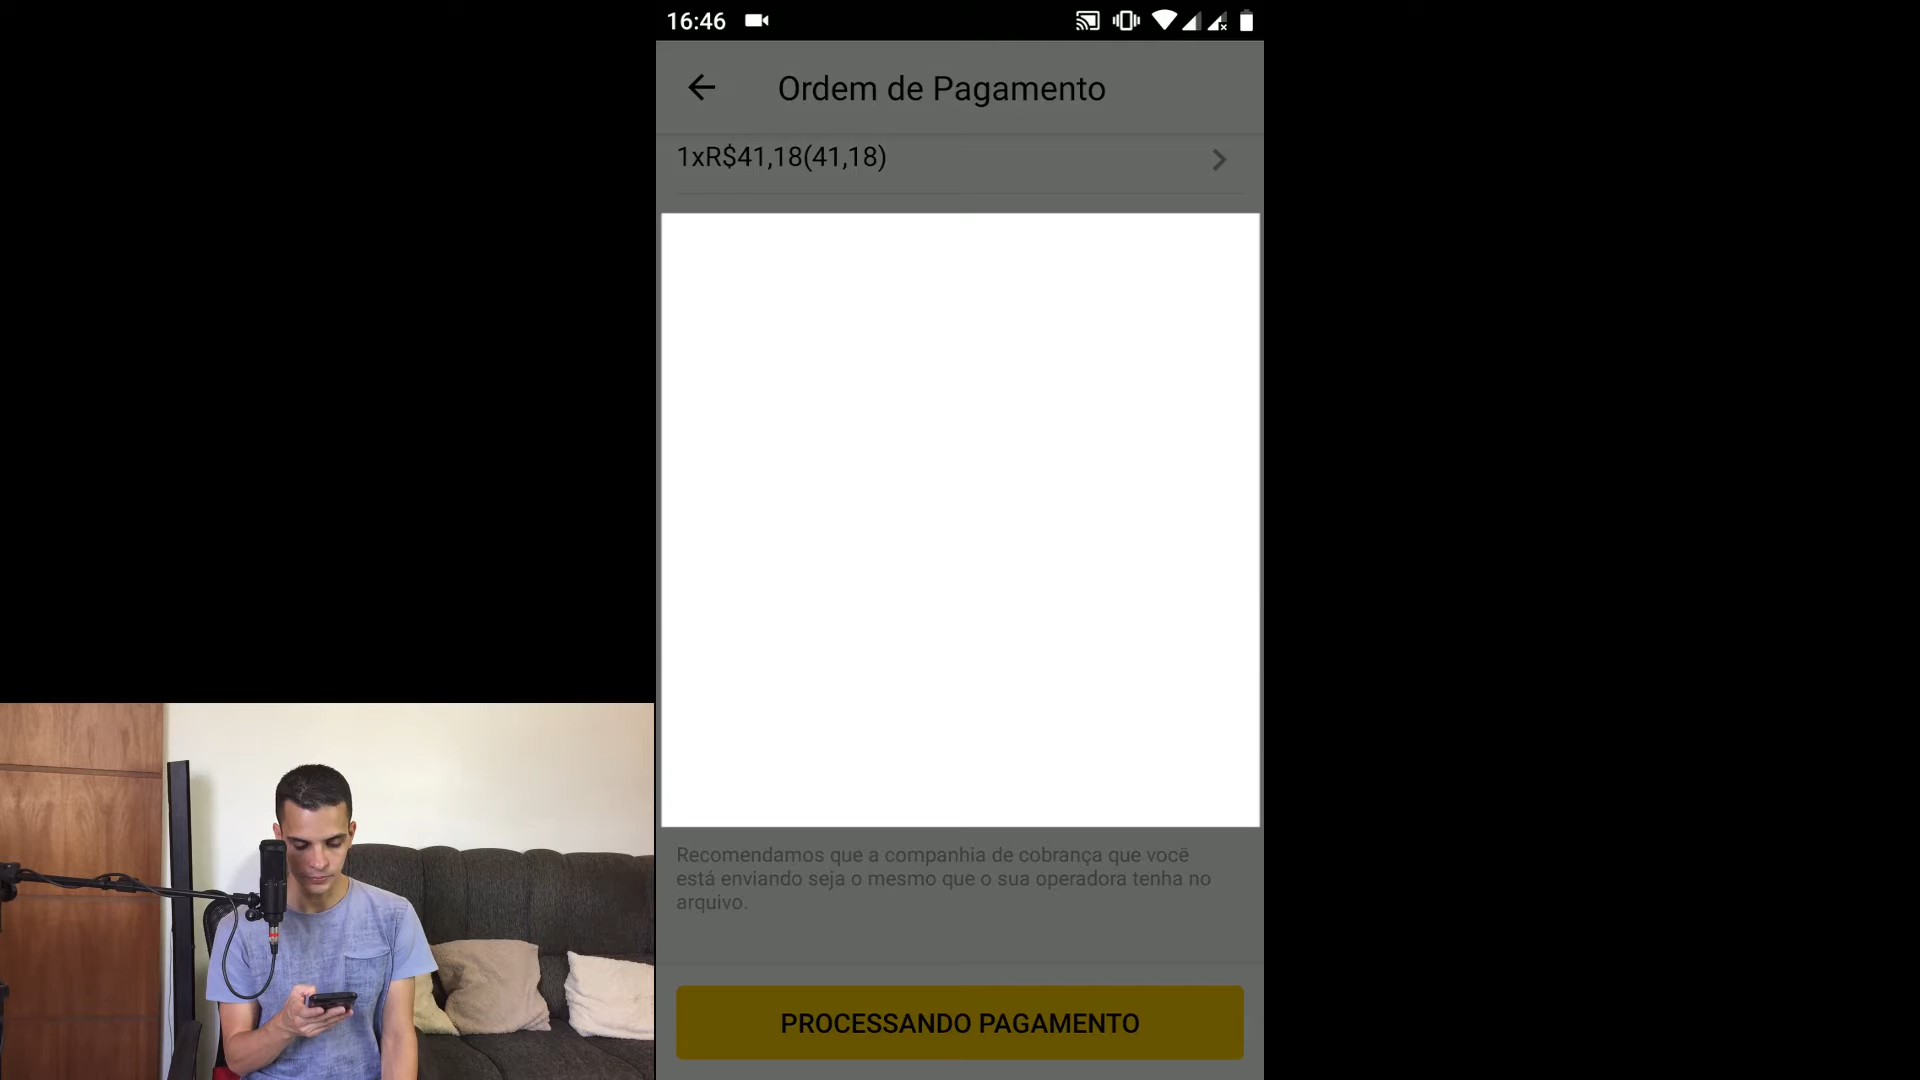 16:46
Ordem de Pagamento
1xR$41,18(41,18)
Recomendamos que a companhia de cobrança que você
está enviando seja o mesmo que o sua operadora tenha no
arquivo.
PROCESSANDO PAGAMENTO